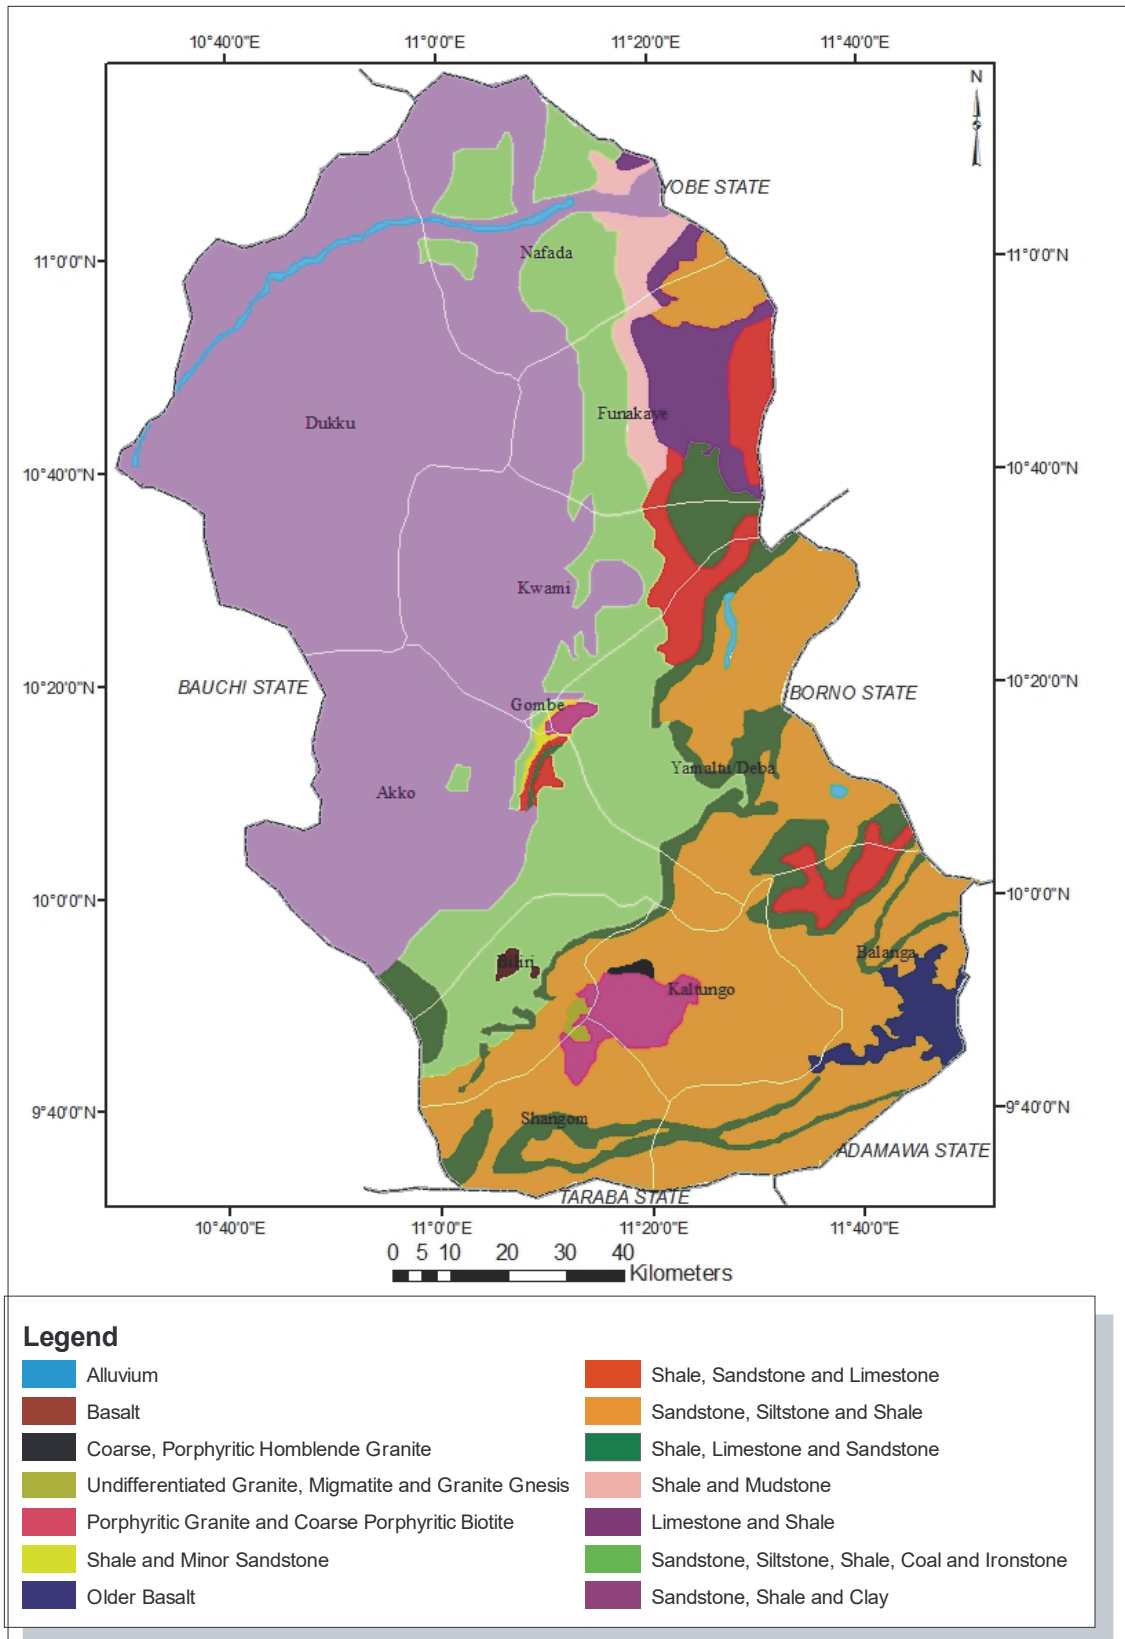 10°40'0"E 11°0'0"E 11°20'0"E 11°40'0"E
N
YOBE STATE
Nafada
11°0'0"N 11°0'0"N
Funakaye
Dukku
10°40'0"N 10°40'0"N
Kwami
10°20'0"N BAUCHI STATE BORNO STATE 10°20'0"N
Gombe
Yamaltu Deba
Akko
10°0'0"N 10°0'0"N
Balanga
Biliri
Kaltungo
9°40'0"N 9°40'0"N
Shangom
ADAMAWA STATE
TARABA STATE
10°40'0"E 11°0'0"E 11°20'0"E 11°40'0"E
0 5 10 20 30 40
Kilometers
Legend
Alluvium
Basalt
Coarse, Porphyritic Homblende Granite
Undifferentiated Granite, Migmatite and Granite Gnesis
Porphyritic Granite and Coarse Porphyritic Biotite
Shale and Minor Sandstone
Older Basalt
Shale, Sandstone and Limestone
Sandstone, Siltstone and Shale
Shale, Limestone and Sandstone
Shale and Mudstone
Limestone and Shale
Sandstone, Siltstone, Shale, Coal and Ironstone
Sandstone, Shale and Clay